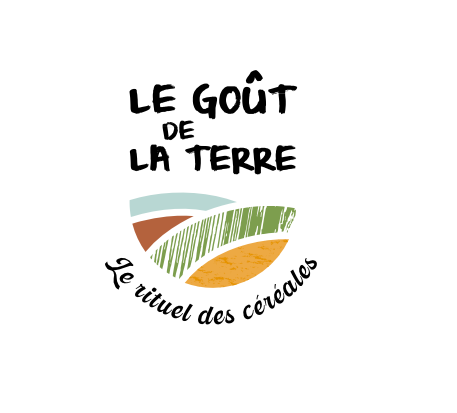 LE GOÛT
DE
LA TERRE
Le rituel des céréales